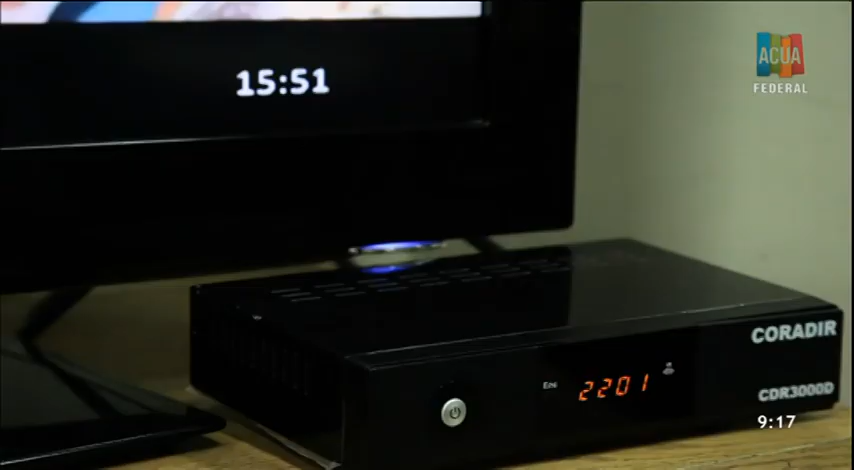 15:51
ACUA
FEDERAL
CORADIR
2201
CDR3000D
9:17